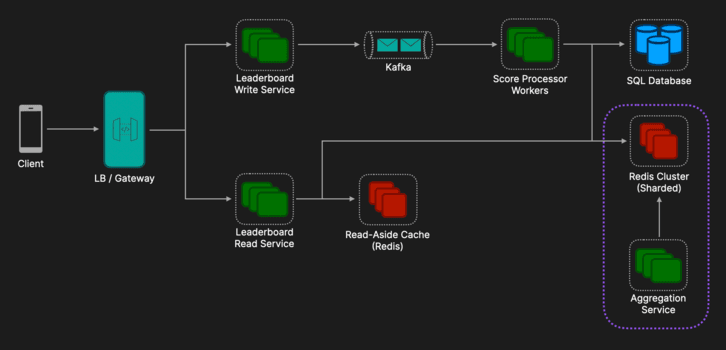 Client
LB / Gateway
Leaderboard
Write Service
Kafka
Score Processor
Workers
SQL Database
Leaderboard
Read Service
Read-Aside Cache
(Redis)
Redis Cluster
(Sharded)
Aggregation
Service